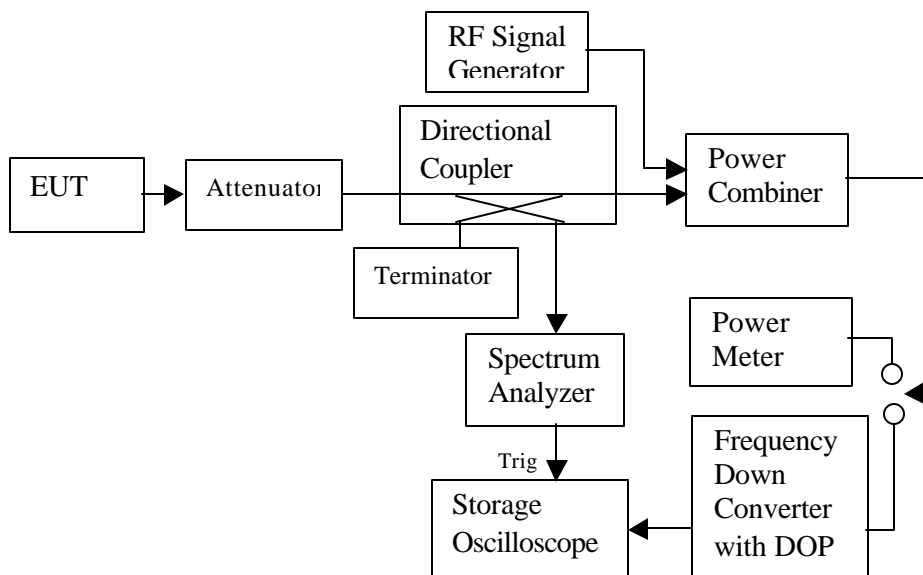 RF Signal
Generator
Directional
Coupler
EUT
Attenuator
Power
Combiner
Terminator
Power
Meter
Spectrum
Analyzer
Trig
Frequency
Down
Converter
with DOP
Storage
Oscilloscope